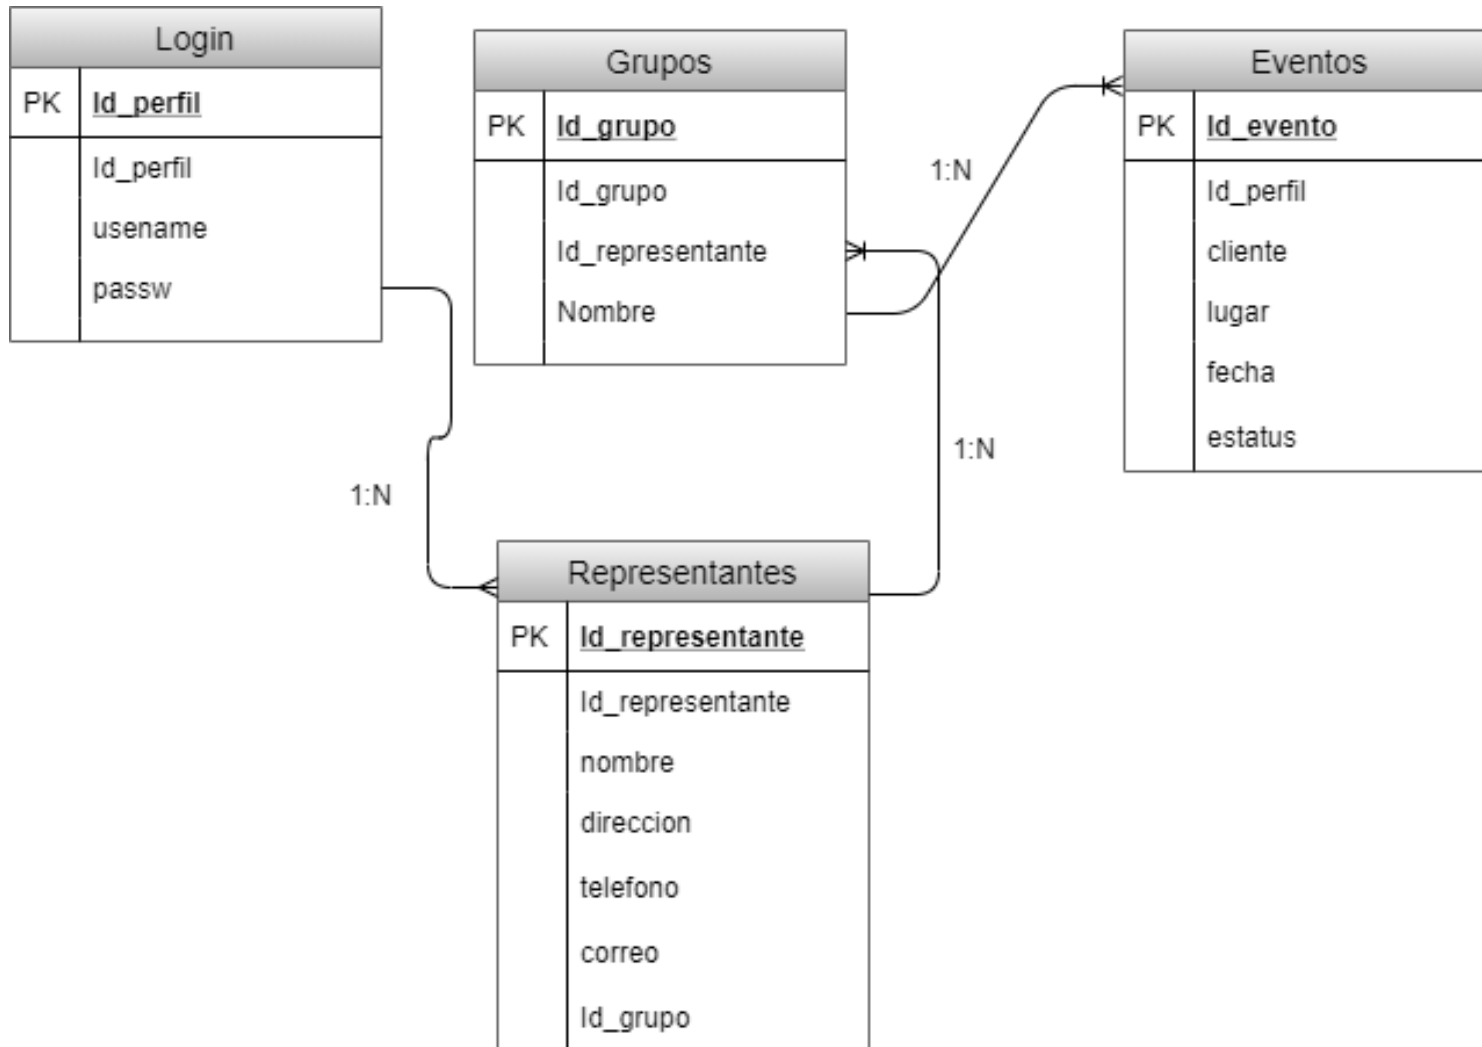 Login
PK Id_perfil
Id_perfil
usename
passw
Grupos
PK Id_grupo
Id_grupo
Id_representante
Nombre
1:N
Eventos
PK Id_evento
Id_perfil
cliente
lugar
fecha
estatus
1:N
1:N
Representantes
PK Id_representante
Id_representante
nombre
direccion
telefono
correo
Id_grupo